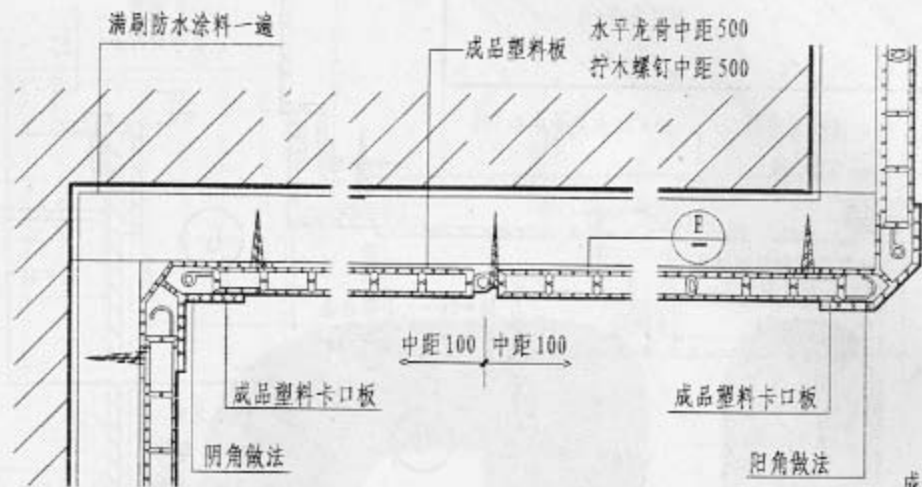 满刷防水涂料一遍
成品塑料板
水平龙骨中距500
拧木螺钉中距500
E
中距100
中距100
成品塑料卡口板
阴角做法
成品塑料卡口板
阳角做法
成